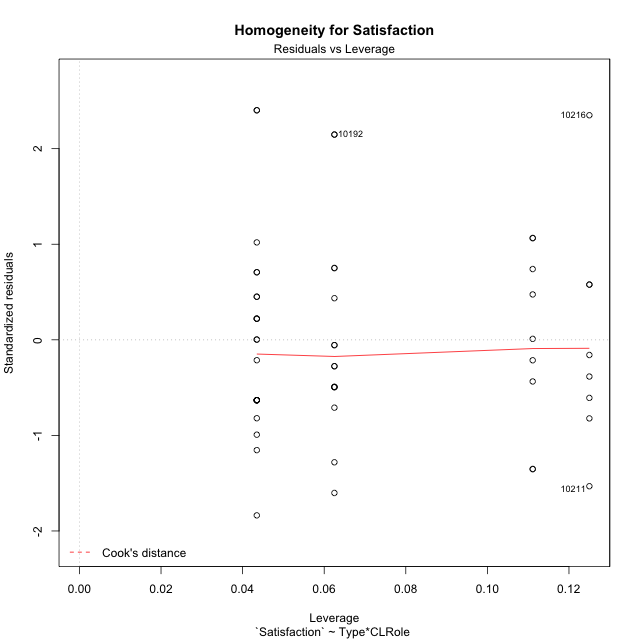 Homogeneity for Satisfaction
Residuals vs Leverage
10192
10216
10211
2
1
0
-1
-2
Standardized residuals
Cook's distance
0.00 0.02 0.04 0.06 0.08 0.10 0.12
Leverage
`Satisfaction` ~ Type*CLRole